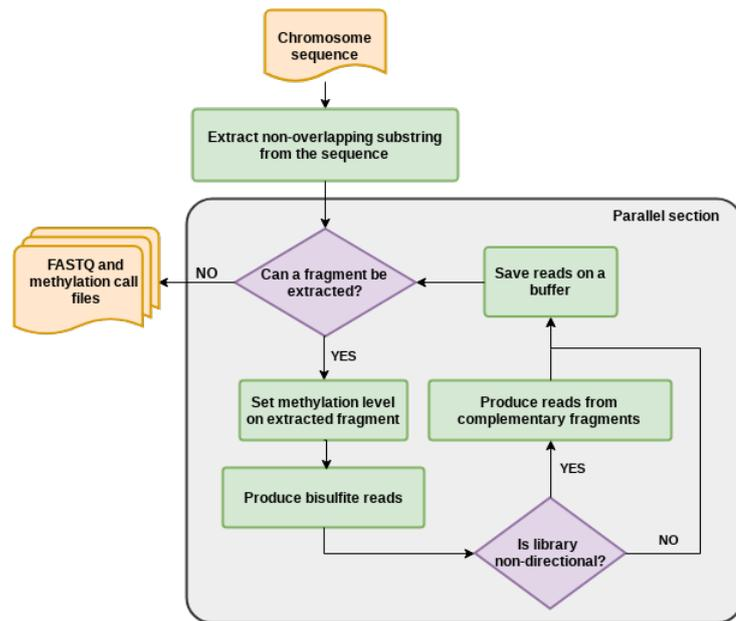 Chromosome
sequence
Extract non-overlapping substring
from the sequence
Parallel section
FASTQ and
methylation call
files
NO
Can a fragment be
extracted?
Save reads on a
buffer
YES
Set methylation level
on extracted fragment
Produce reads from
complementary fragments
YES
Produce bisulfite reads
Is library
non-directional?
NO